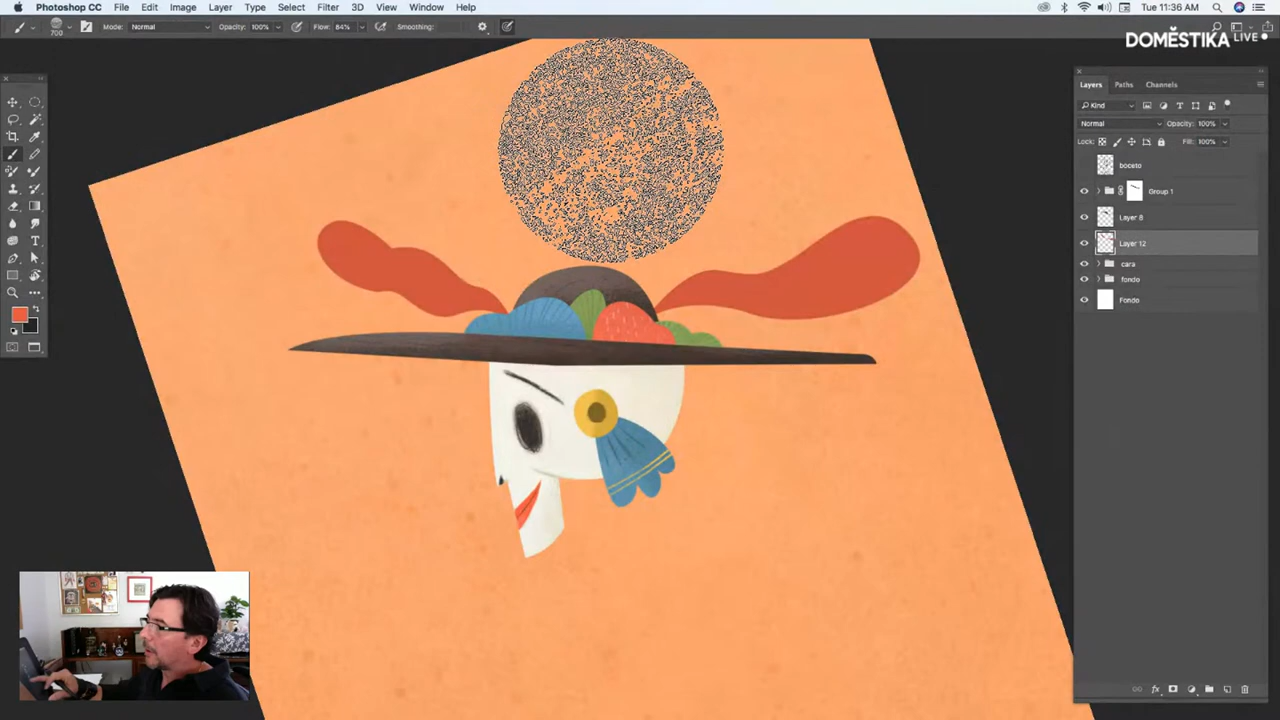 Photoshop CC File Edit Image Layer Type Select Filter 3D View Window Help Tue 11:36 AM
700 Mode: Normal Opacity: 100% Flow: 84% Smoothing:
DOMESTIKA LIVE
Layers Paths Channels
Kind
Normal Opacity: 100%
Lock: Fill: 100%
boceto
Group 1
Layer 8
Layer 12
cara
fondo
Fondo
fx